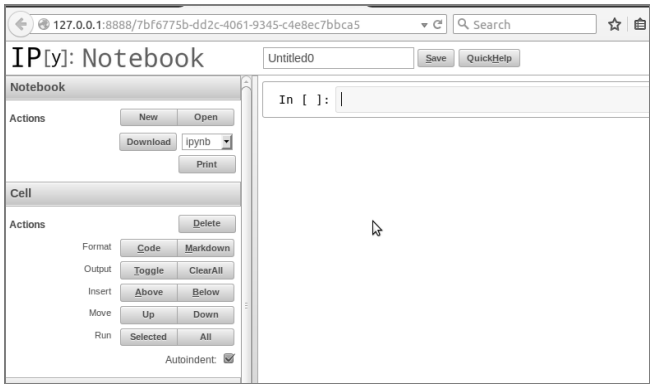 127.0.0.1:8888/7bf6775b-dd2c-4061-9345-c4e8ec7bbca5 Search
IP[y]: Notebook Untitled0 Save QuickHelp
Notebook
Actions New Open
Download ipynb
Print
Cell
Actions Delete
Format Code Markdown
Output Toggle ClearAll
Insert Above Below
Move Up Down
Run Selected All
Autoindent:
In [ ]: